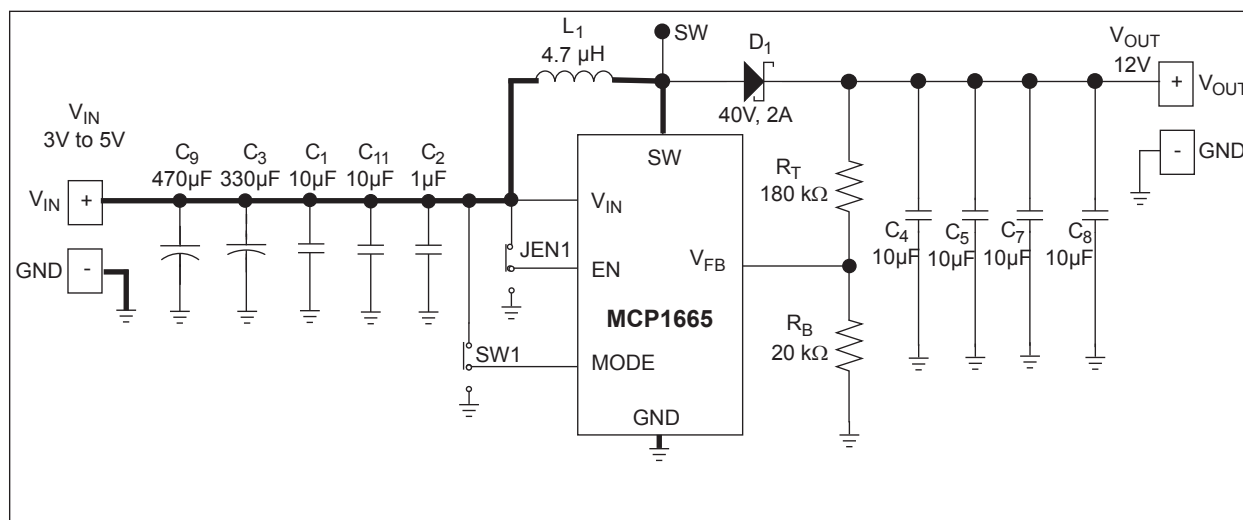 L1
4.7 µH
SW
D1
40V, 2A
VOUT
12V
+
VOUT
-
GND
VIN
3V to 5V
VIN
+
GND
-
C9
470µF
C3
330µF
C1
10µF
C11
10µF
C2
1µF
JEN1
SW1
SW
VIN
EN
VFB
MCP1665
MODE
GND
RT
180 kΩ
RB
20 kΩ
C4
10µF
C5
10µF
C7
10µF
C8
10µF